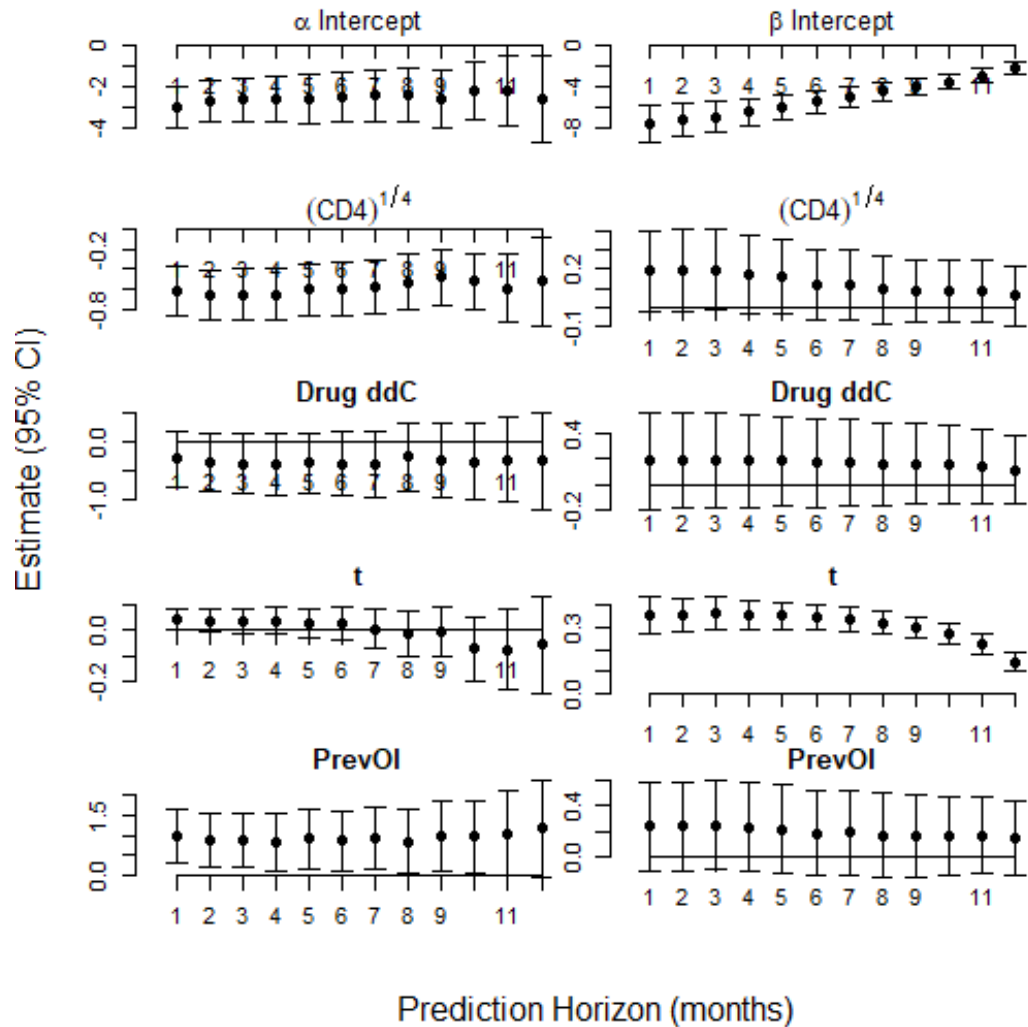 α Intercept
0
-2
-4
1 2 3 4 5 6 7 8 9 11
β Intercept
0
-4
-8
1 2 3 4 5 6 7 8 9 11
(CD4)^1/4
-0.2
-0.8
1 2 3 4 5 6 7 8 9 11
(CD4)^1/4
0.2
-0.1
1 2 3 4 5 6 7 8 9 11
Drug ddC
0.0
-1.0
1 2 3 4 5 6 7 8 9 11
Drug ddC
0.4
-0.2
1 2 3 4 5 6 7 8 9 11
t
0.0
-0.2
1 2 3 4 5 6 7 8 9 11
t
0.3
0.0
1 2 3 4 5 6 7 8 9 11
PrevOI
1.5
0.0
1 2 3 4 5 6 7 8 9 11
PrevOI
0.4
0.0
1 2 3 4 5 6 7 8 9 11
Estimate (95% CI)
Prediction Horizon (months)